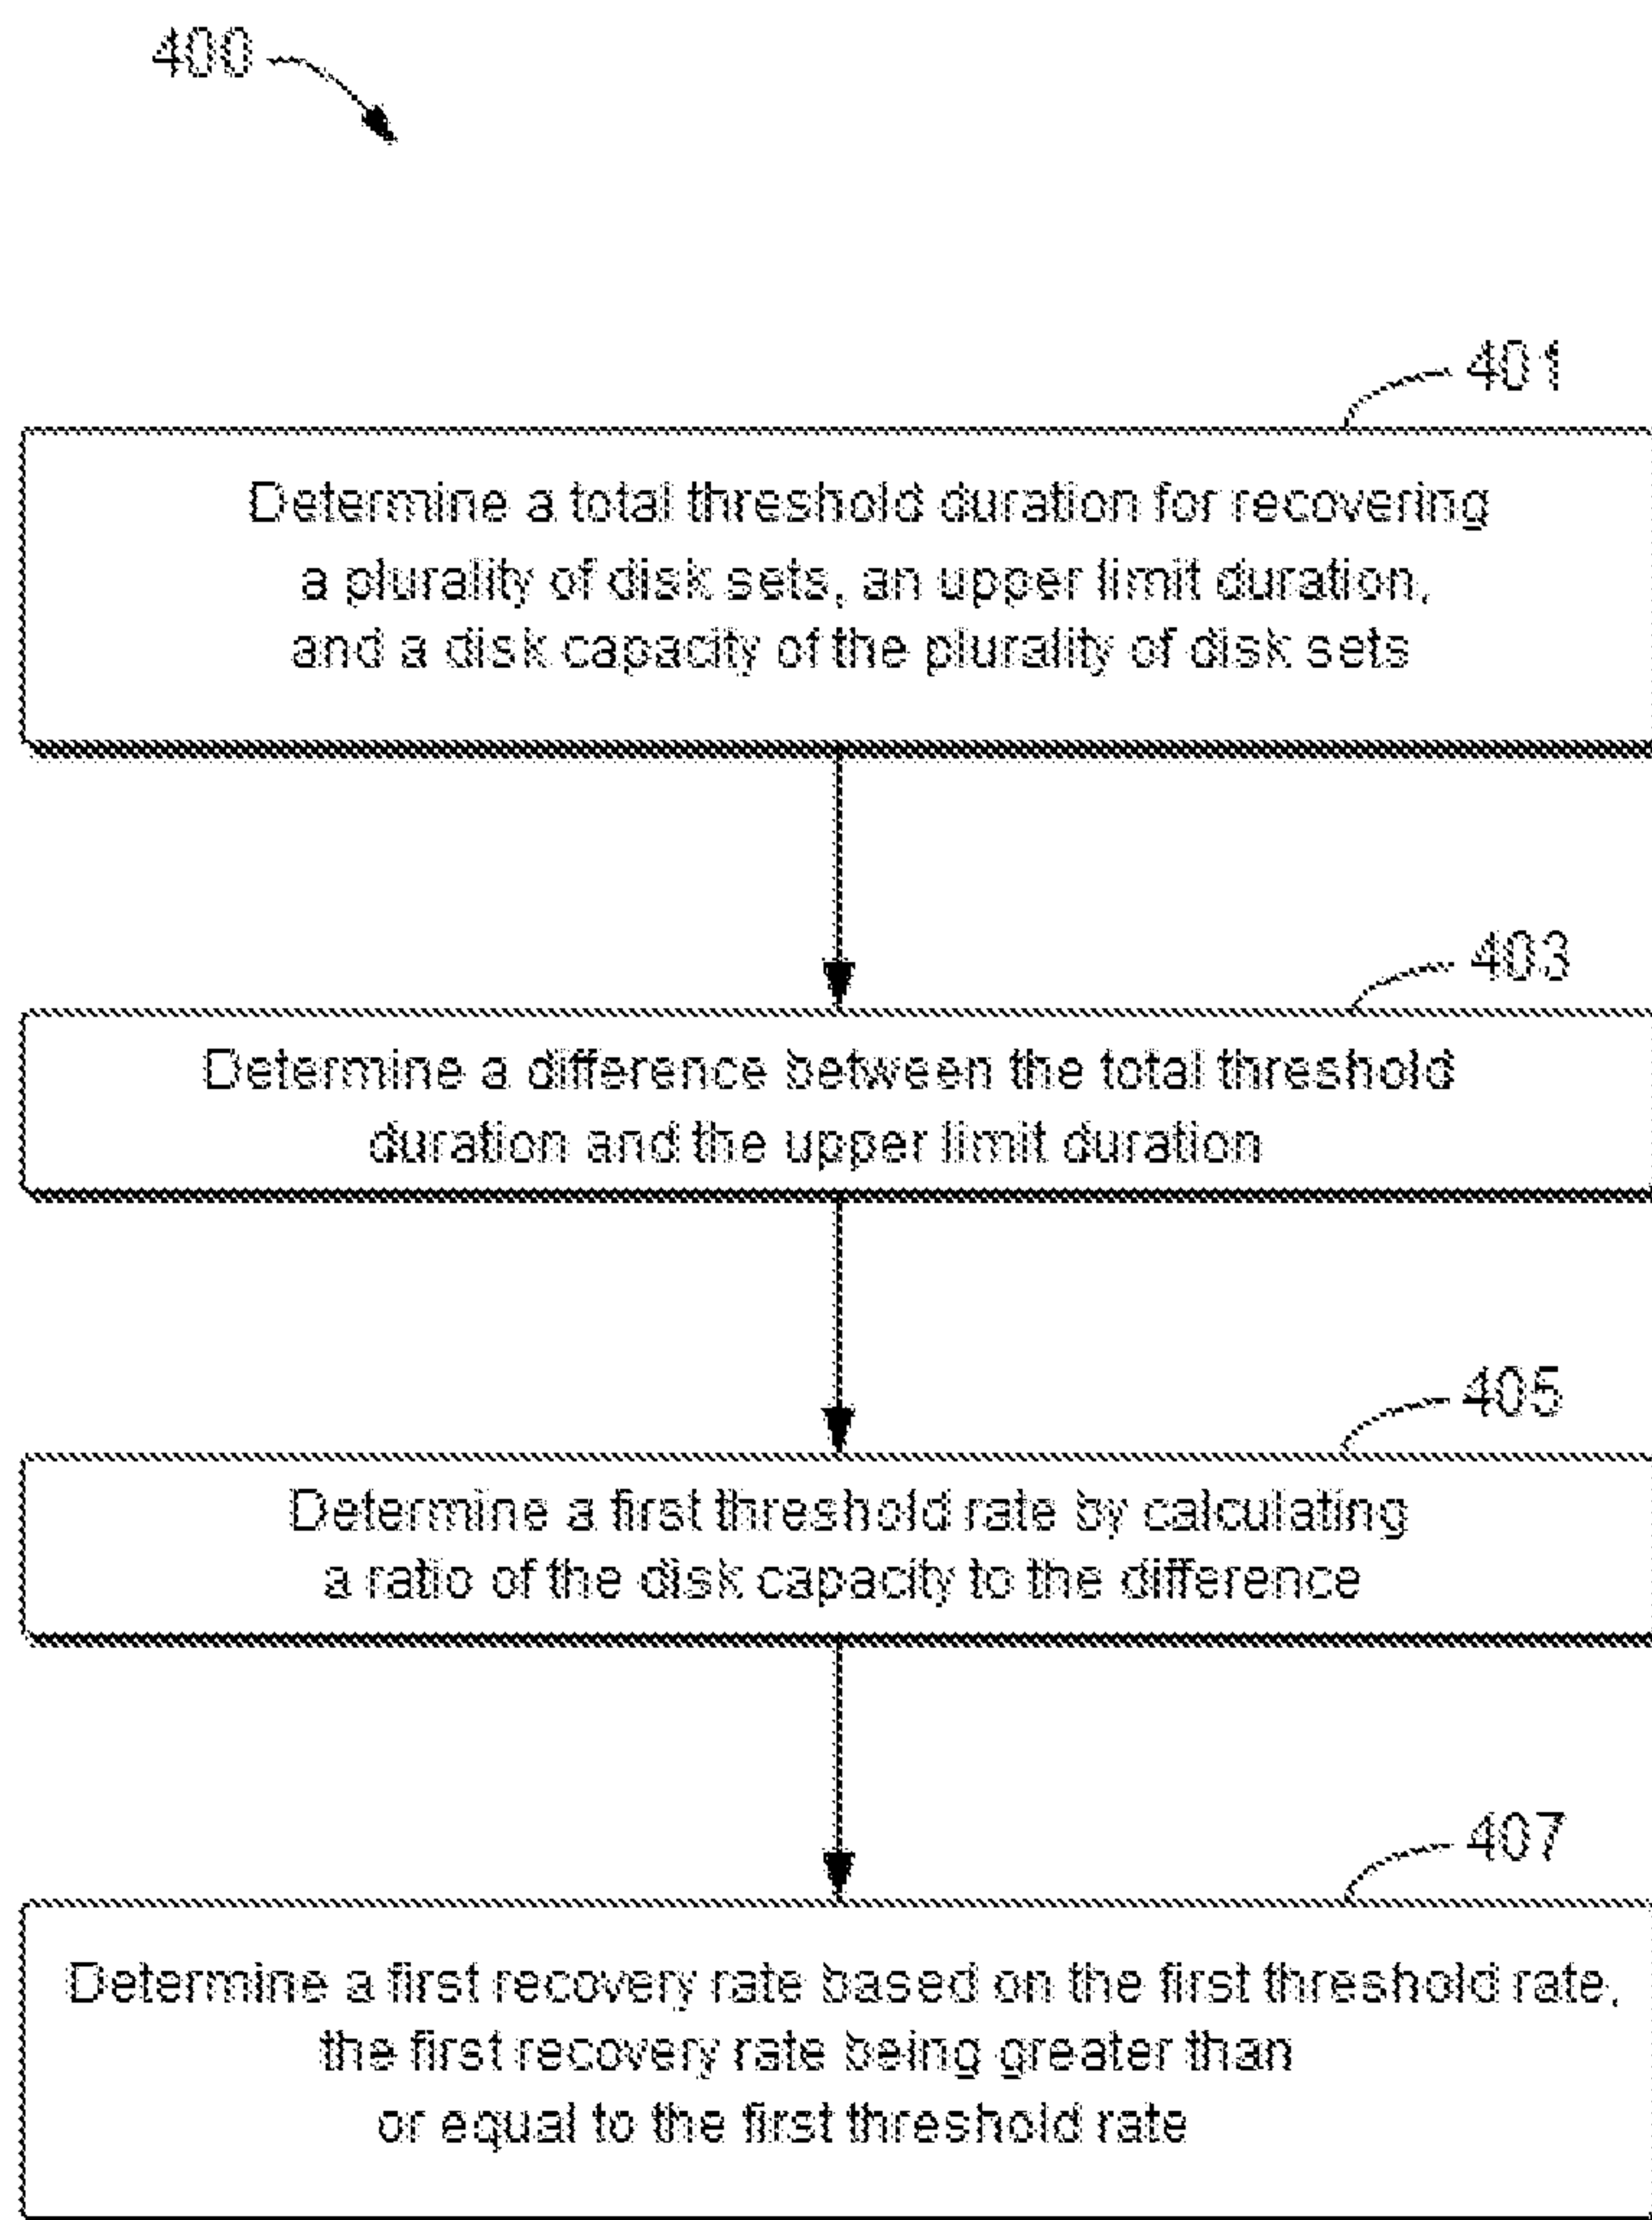 400
401
Determine a total threshold duration for recovering
a plurality of disk sets, an upper limit duration,
and a disk capacity of the plurality of disk sets
403
Determine a difference between the total threshold
duration and the upper limit duration
405
Determine a first threshold rate by calculating
a ratio of the disk capacity to the difference
407
Determine a first recovery rate based on the first threshold rate,
the first recovery rate being greater than
or equal to the first threshold rate